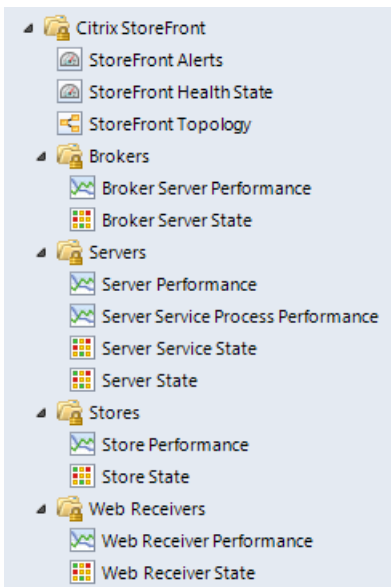 Citrix StoreFront
StoreFront Alerts
StoreFront Health State
StoreFront Topology
Brokers
Broker Server Performance
Broker Server State
Servers
Server Performance
Server Service Process Performance
Server Service State
Server State
Stores
Store Performance
Store State
Web Receivers
Web Receiver Performance
Web Receiver State